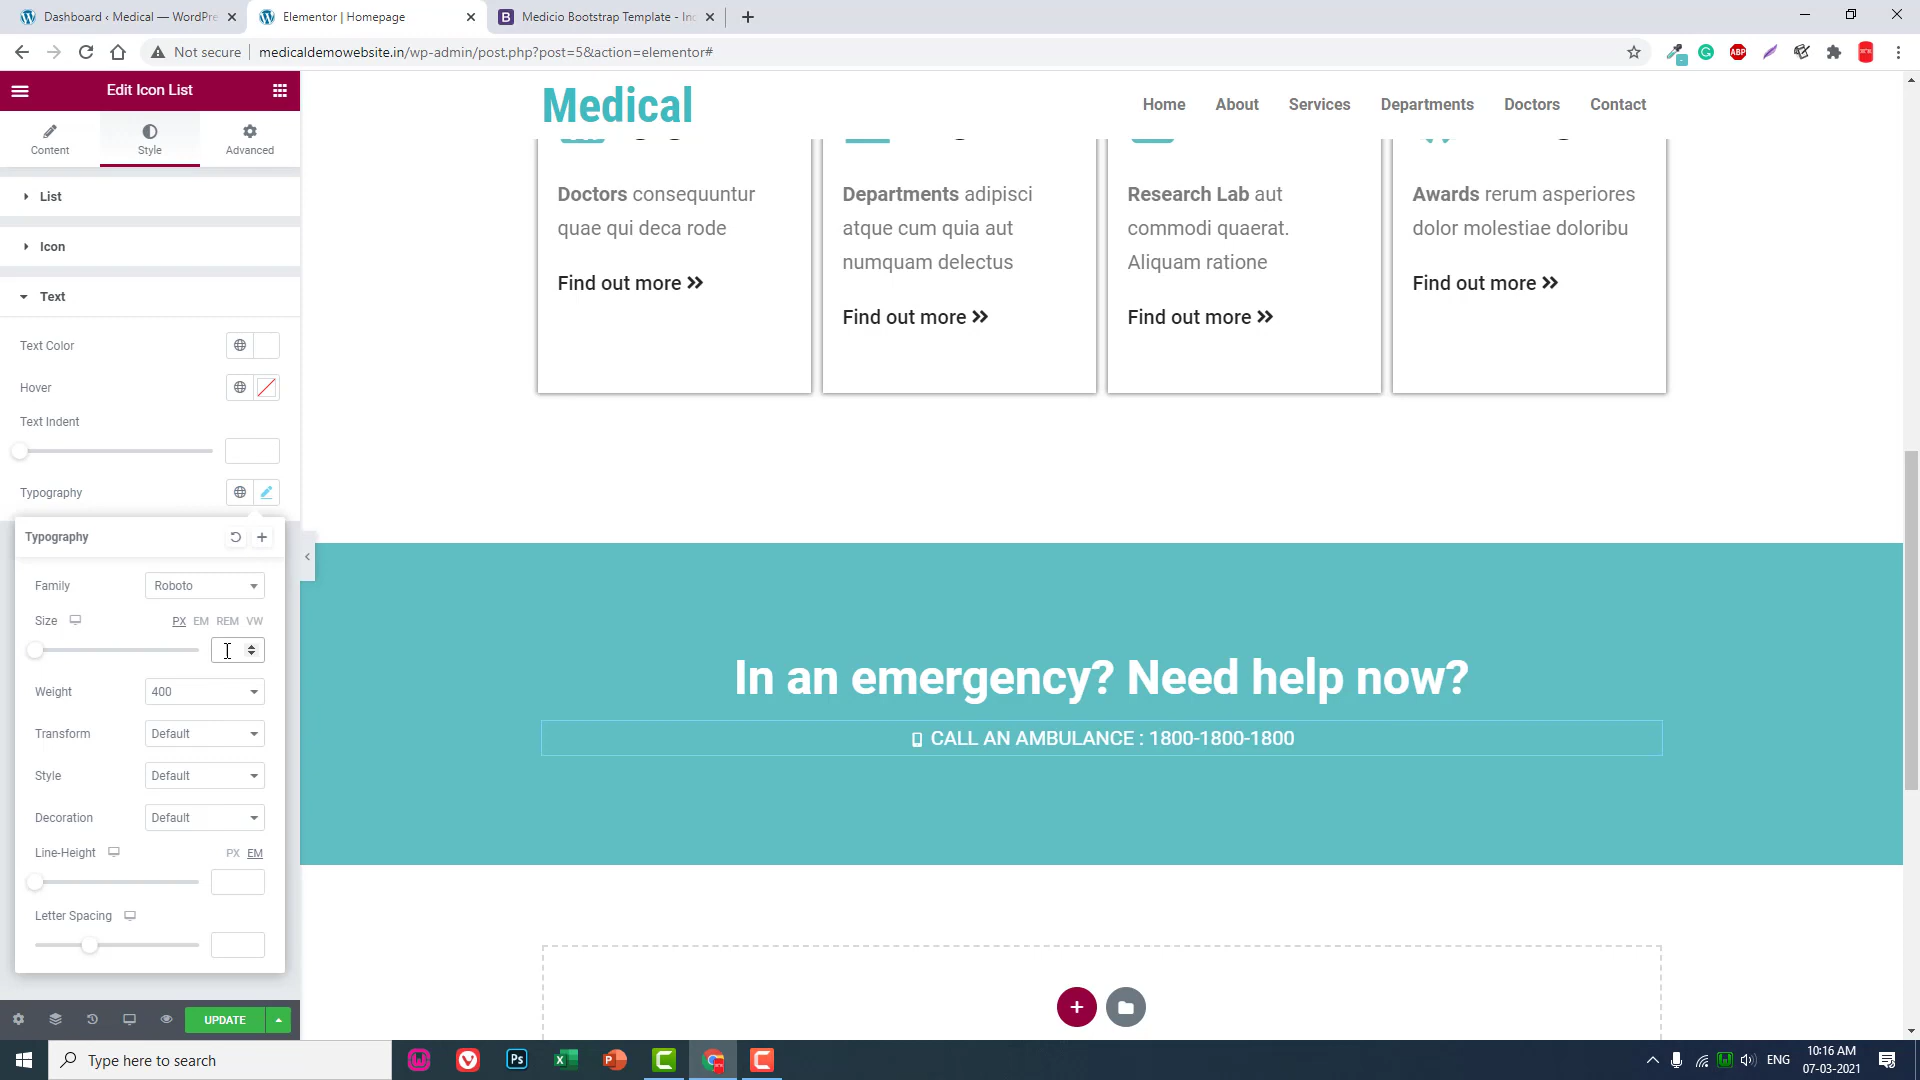 Dashboard ‹ Medical — WordPre
Elementor | Homepage
Medicio Bootstrap Template - Ind
Not secure
medicaldemowebsite.in/wp-admin/post.php?post=5&action=elementor#
ABP
Edit Icon List
Content
Style
Advanced
List
Icon
Text
Text Color
Hover
Text Indent
Typography
Typography
Family
Roboto
Size
PX EM REM VW
Weight
400
Transform
Default
Style
Default
Decoration
Default
Line-Height
PX EM
Letter Spacing
UPDATE
Medical
Home
About
Services
Departments
Doctors
Contact
Doctors consequuntur
quae qui deca rode
Find out more
Departments adipisci
atque cum quia aut
numquam delectus
Find out more
Research Lab aut
commodi quaerat.
Aliquam ratione
Find out more
Awards rerum asperiores
dolor molestiae doloribu
Find out more
In an emergency? Need help now?
CALL AN AMBULANCE : 1800-1800-1800
Type here to search
Ps
ENG
10:16 AM
07-03-2021